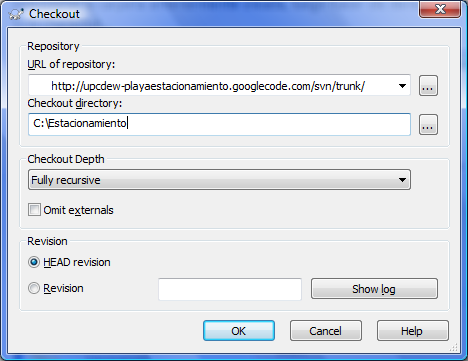 Checkout
Repository
URL of repository:
http://upcdew-playaestacionamiento.googlecode.com/svn/trunk/
...
Checkout directory:
C:\Estacionamiento
...
Checkout Depth
Fully recursive
Omit externals
Revision
HEAD revision
Revision
Show log
OK Cancel Help